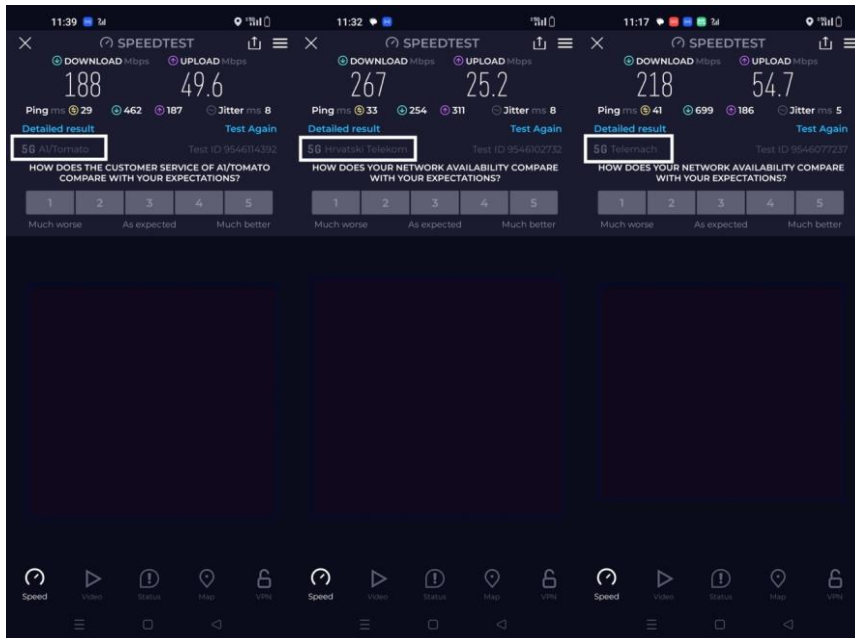 11:39
SPEEDTEST
DOWNLOAD Mbps UPLOAD Mbps
188 49.6
Ping ms 29 462 187 Jitter ms 8
Detailed result Test Again
5G A1/Tomato Test ID 9546114392
HOW DOES THE CUSTOMER SERVICE OF A1/TOMATO
COMPARE WITH YOUR EXPECTATIONS?
1 2 3 4 5
Much worse As expected Much better
Speed Video Status Map VPN
11:32
SPEEDTEST
DOWNLOAD Mbps UPLOAD Mbps
267 25.2
Ping ms 33 254 311 Jitter ms 8
Detailed result Test Again
5G Hrvatski Telekom Test ID 9546102732
HOW DOES YOUR NETWORK AVAILABILITY COMPARE
WITH YOUR EXPECTATIONS?
1 2 3 4 5
Much worse As expected Much better
Speed Video Status Map VPN
11:17
SPEEDTEST
DOWNLOAD Mbps UPLOAD Mbps
218 54.7
Ping ms 41 699 186 Jitter ms 5
Detailed result Test Again
5G Telemach Test ID 9546077237
HOW DOES YOUR NETWORK AVAILABILITY COMPARE
WITH YOUR EXPECTATIONS?
1 2 3 4 5
Much worse As expected Much better
Speed Video Status Map VPN